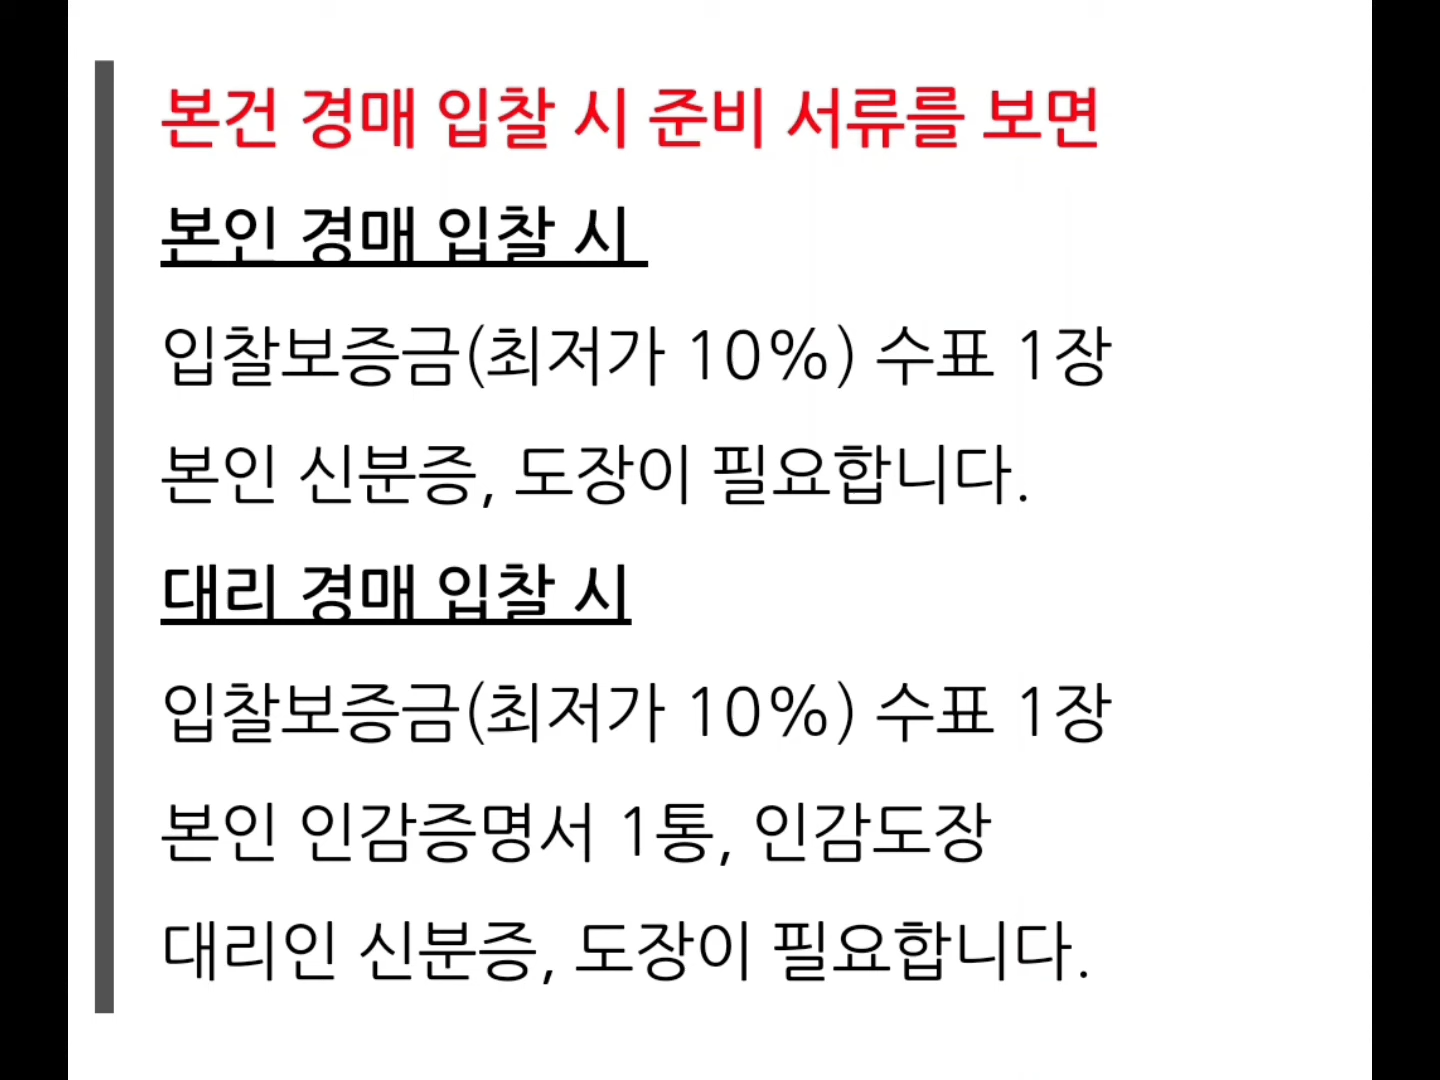 본건 경매 입찰 시 준비 서류를 보면
본인 경매 입찰 시
입찰보증금(최저가 10%) 수표 1장
본인 신분증, 도장이 필요합니다.
대리 경매 입찰 시
입찰보증금(최저가 10%) 수표 1장
본인 인감증명서 1통, 인감도장
대리인 신분증, 도장이 필요합니다.